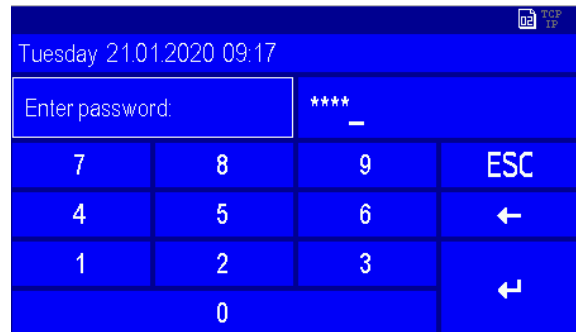 02 TCP
IP
Tuesday 21.01.2020 09:17
Enter password: ****_
7 8 9 ESC
4 5 6 ←
1 2 3 ↵
0